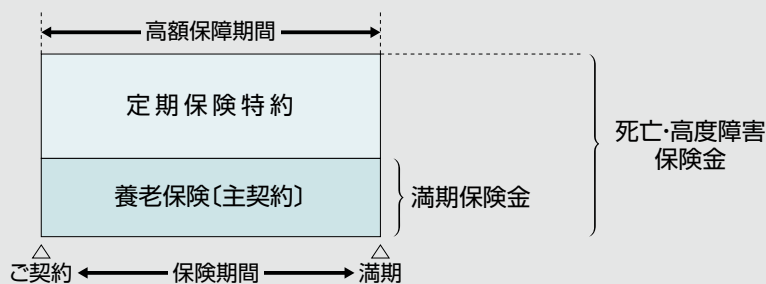 高額保障期間
定期保険特約
死亡・高度障害
保険金
養老保険〔主契約〕
満期保険金
ご契約
保険期間
満期